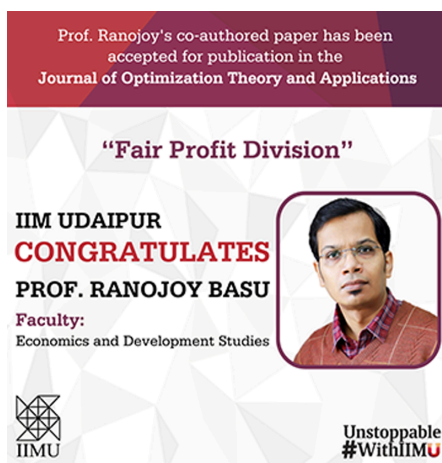 Prof. Ranojoy's co-authored paper has been
accepted for publication in the
Journal of Optimization Theory and Applications
“Fair Profit Division”
IIM UDAIPUR
CONGRATULATES
PROF. RANOJOY BASU
Faculty:
Economics and Development Studies
IIMU
Unstoppable
#WithIIMU